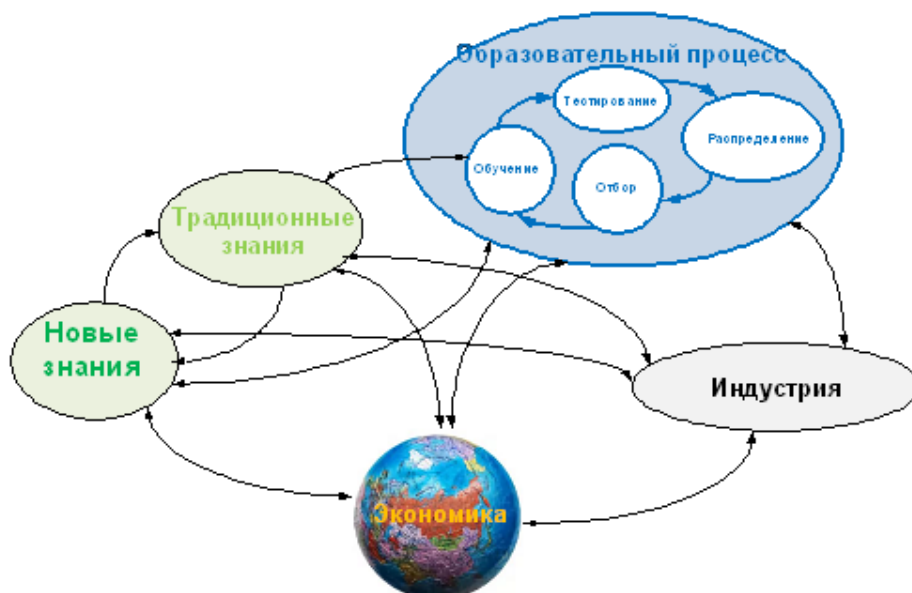 Образовательный процесс
Тестирование
Распределение
Обучение
Отбор
Традиционные
знания
Новые
знания
Индустрия
Экономика